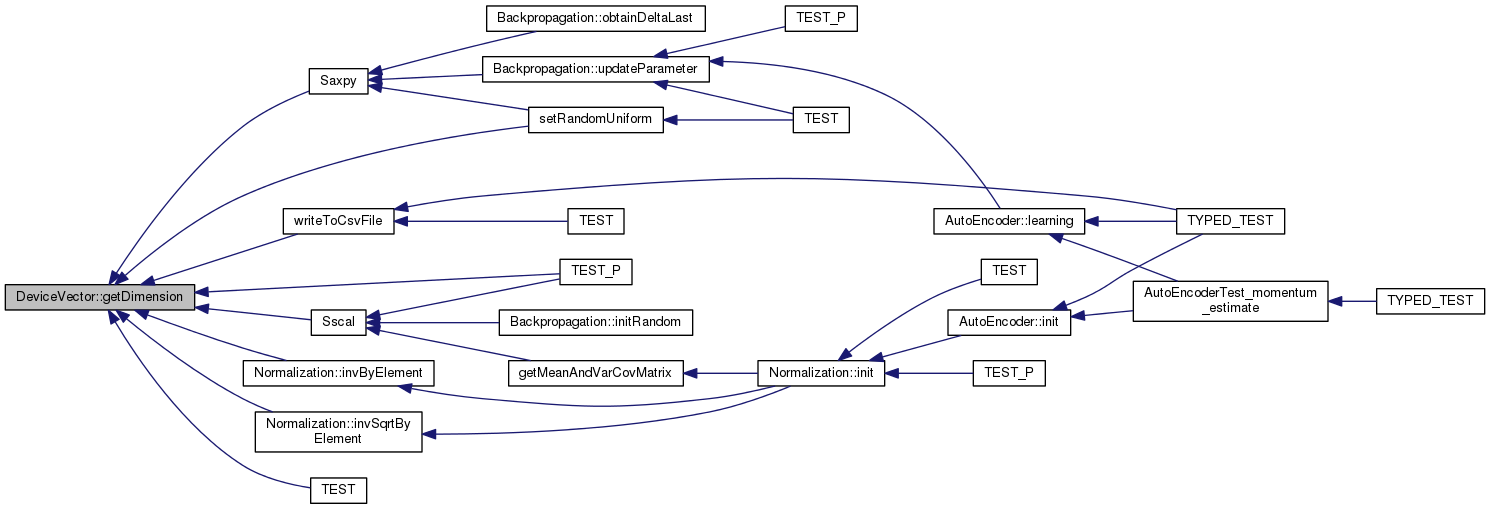 Backpropagation::obtainDeltaLast
TEST_P
Backpropagation::updateParameter
Saxpy
setRandomUniform
TEST
writeToCsvFile
TEST
AutoEncoder::learning
TYPED_TEST
TEST_P
TEST
DeviceVector::getDimension
AutoEncoderTest_momentum
_estimate
TYPED_TEST
Sscal
Backpropagation::initRandom
AutoEncoder::init
Normalization::invByElement
getMeanAndVarCovMatrix
Normalization::init
TEST_P
Normalization::invSqrtBy
Element
TEST